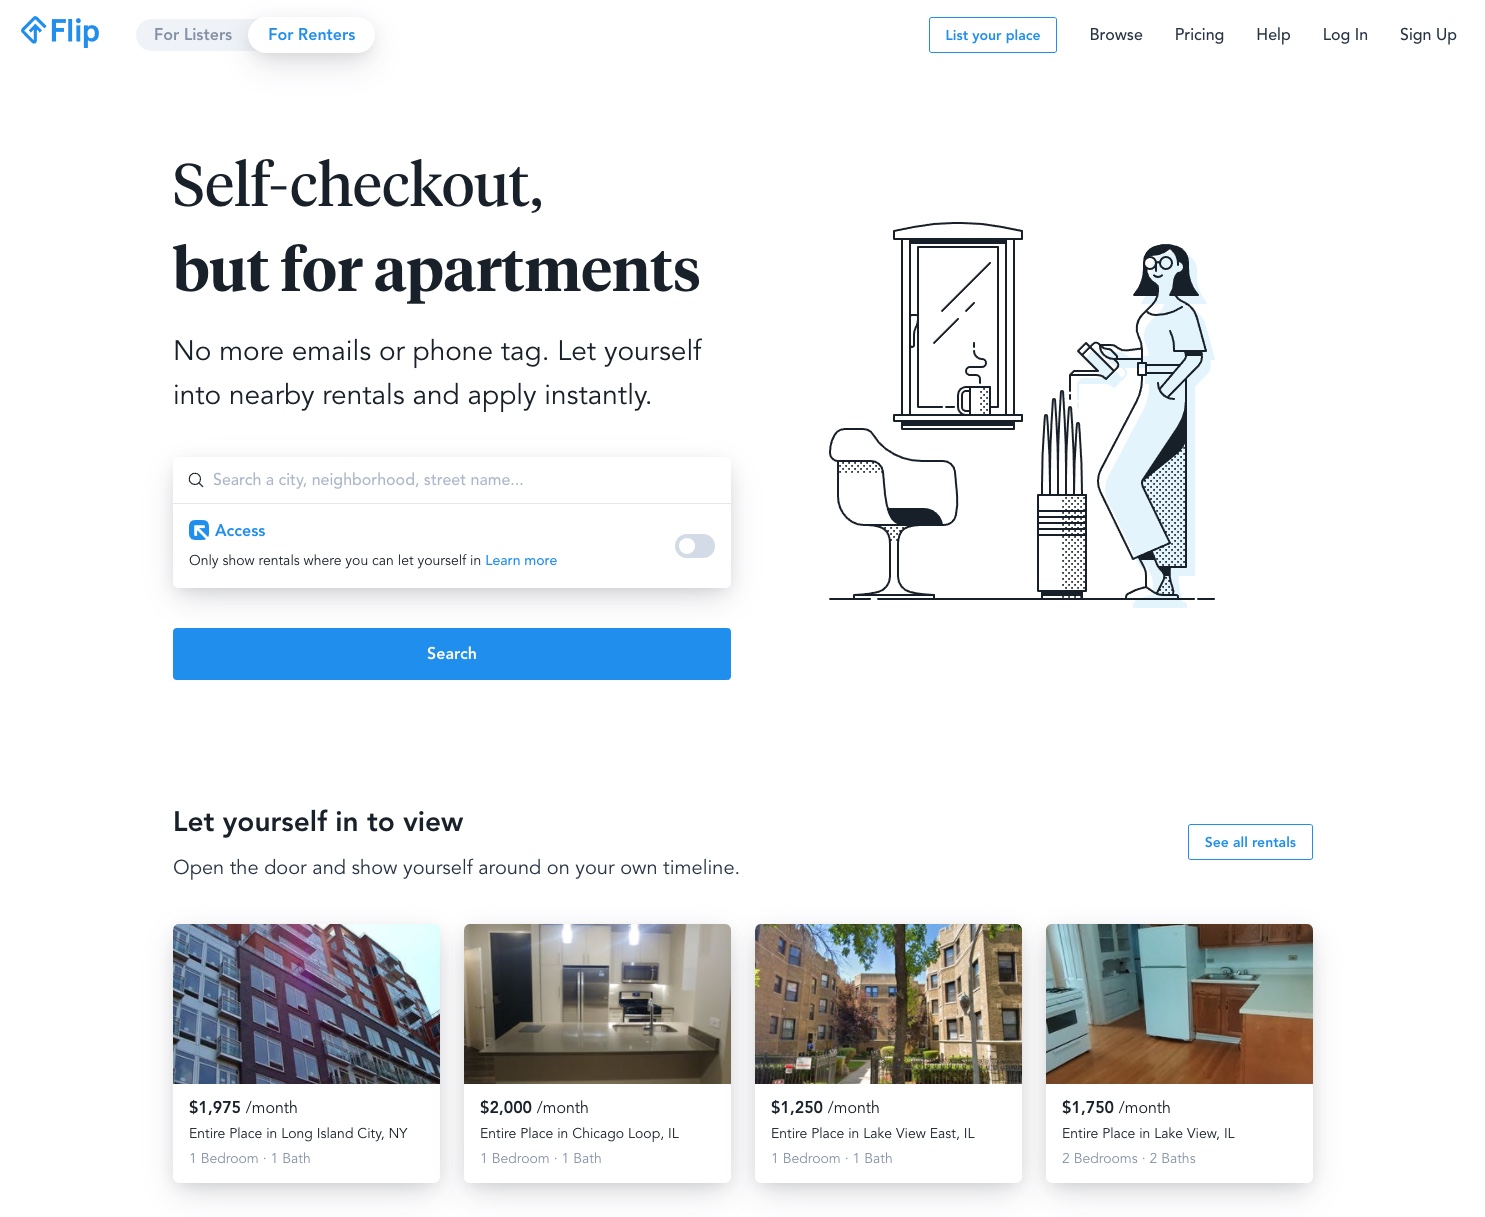 Flip
For Listers
For Renters
List your place
Browse
Pricing
Help
Log In
Sign Up
Self-checkout,
but for apartments
No more emails or phone tag. Let yourself
into nearby rentals and apply instantly.
Search a city, neighborhood, street name...
Access
Only show rentals where you can let yourself in Learn more
Search
Let yourself in to view
Open the door and show yourself around on your own timeline.
See all rentals
$1,975 /month
Entire Place in Long Island City, NY
1 Bedroom · 1 Bath
$2,000 /month
Entire Place in Chicago Loop, IL
1 Bedroom · 1 Bath
$1,250 /month
Entire Place in Lake View East, IL
1 Bedroom · 1 Bath
$1,750 /month
Entire Place in Lake View, IL
2 Bedrooms · 2 Baths